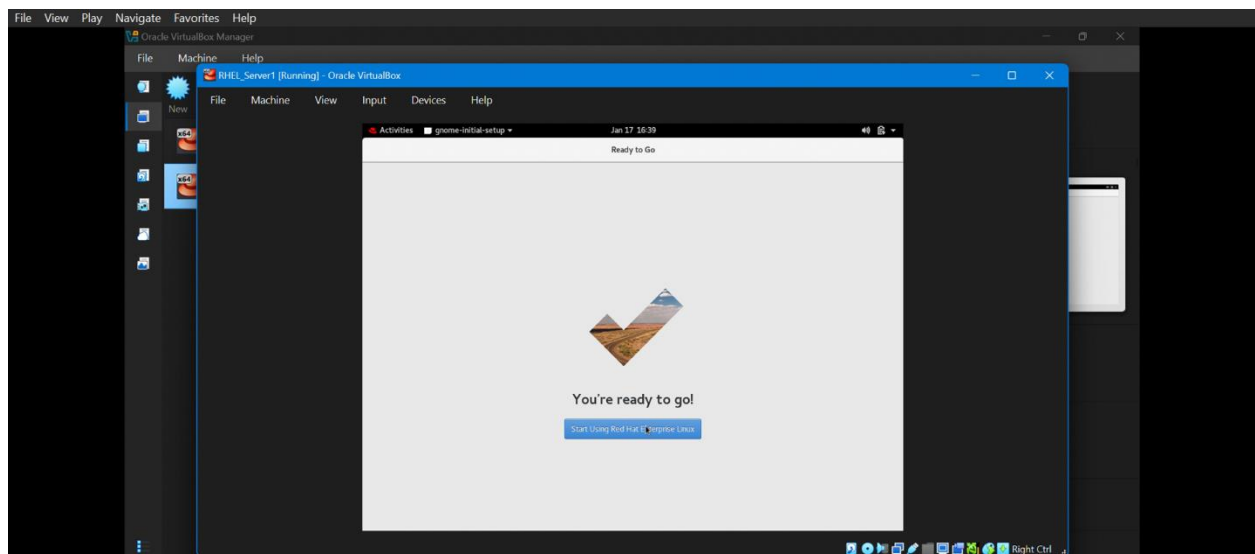 File View Play Navigate Favorites Help
Oracle VirtualBox Manager
File Machine Help
New
x64
x64
RHEL_Server1 [Running] - Oracle VirtualBox
File Machine View Input Devices Help
Activities gnome-initial-setup Jan 17 16:39
Ready to Go
You're ready to go!
Start Using Red Hat Enterprise Linux
Right Ctrl